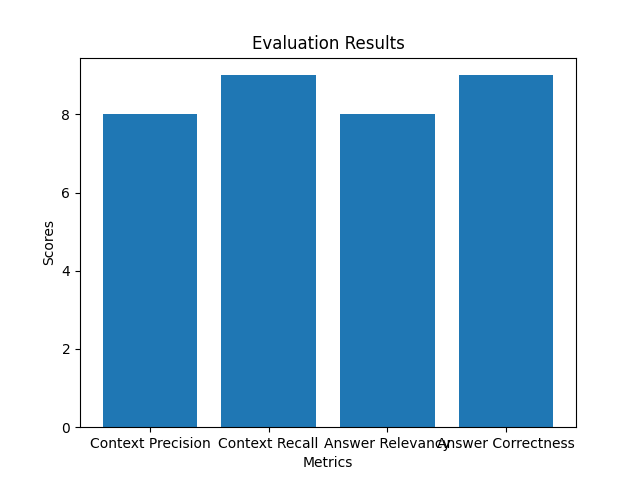 Evaluation Results
Scores
8
6
4
2
0
Context Precision Context Recall Answer Relevancy Answer Correctness
Metrics